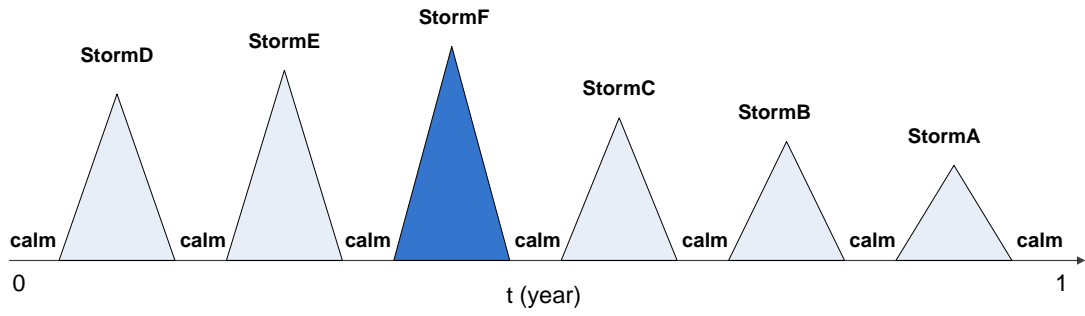 StormD
StormE
StormF
StormC
StormB
StormA
calm
calm
calm
calm
calm
calm
calm
0
t (year)
1